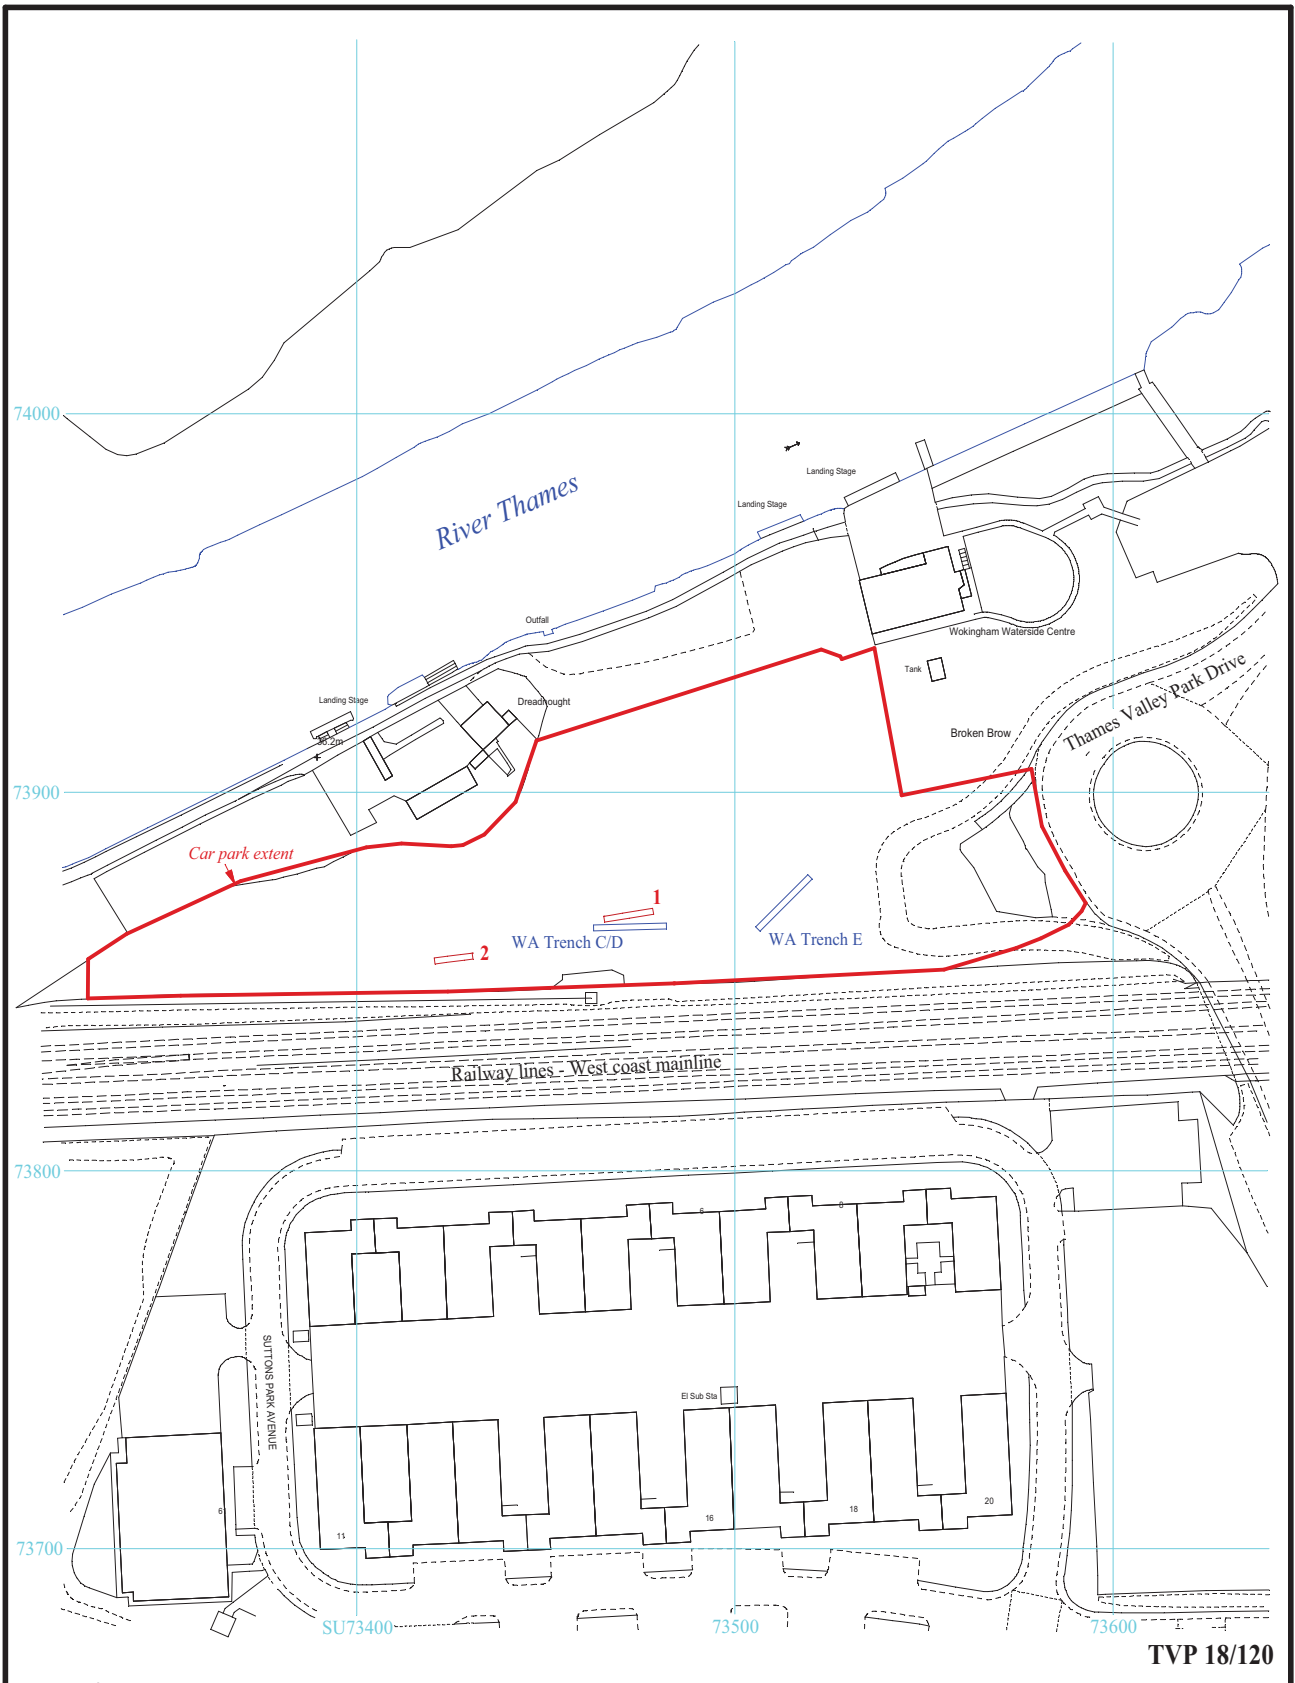 74000
Landing Stage
Landing Stage
River Thames
Outfall
Wokingham Waterside Centre
Tank
Thames Valley Park Drive
Landing Stage
Dreadnought
Broken Brow
73900
Car park extent
1
WA Trench C/D
WA Trench E
2
Railway lines - West coast mainline
73800
6
8
SUTTONS PARK AVENUE
El Sub Sta
6
11
16
18
20
73700
SU73400
73500
73600
TVP 18/120